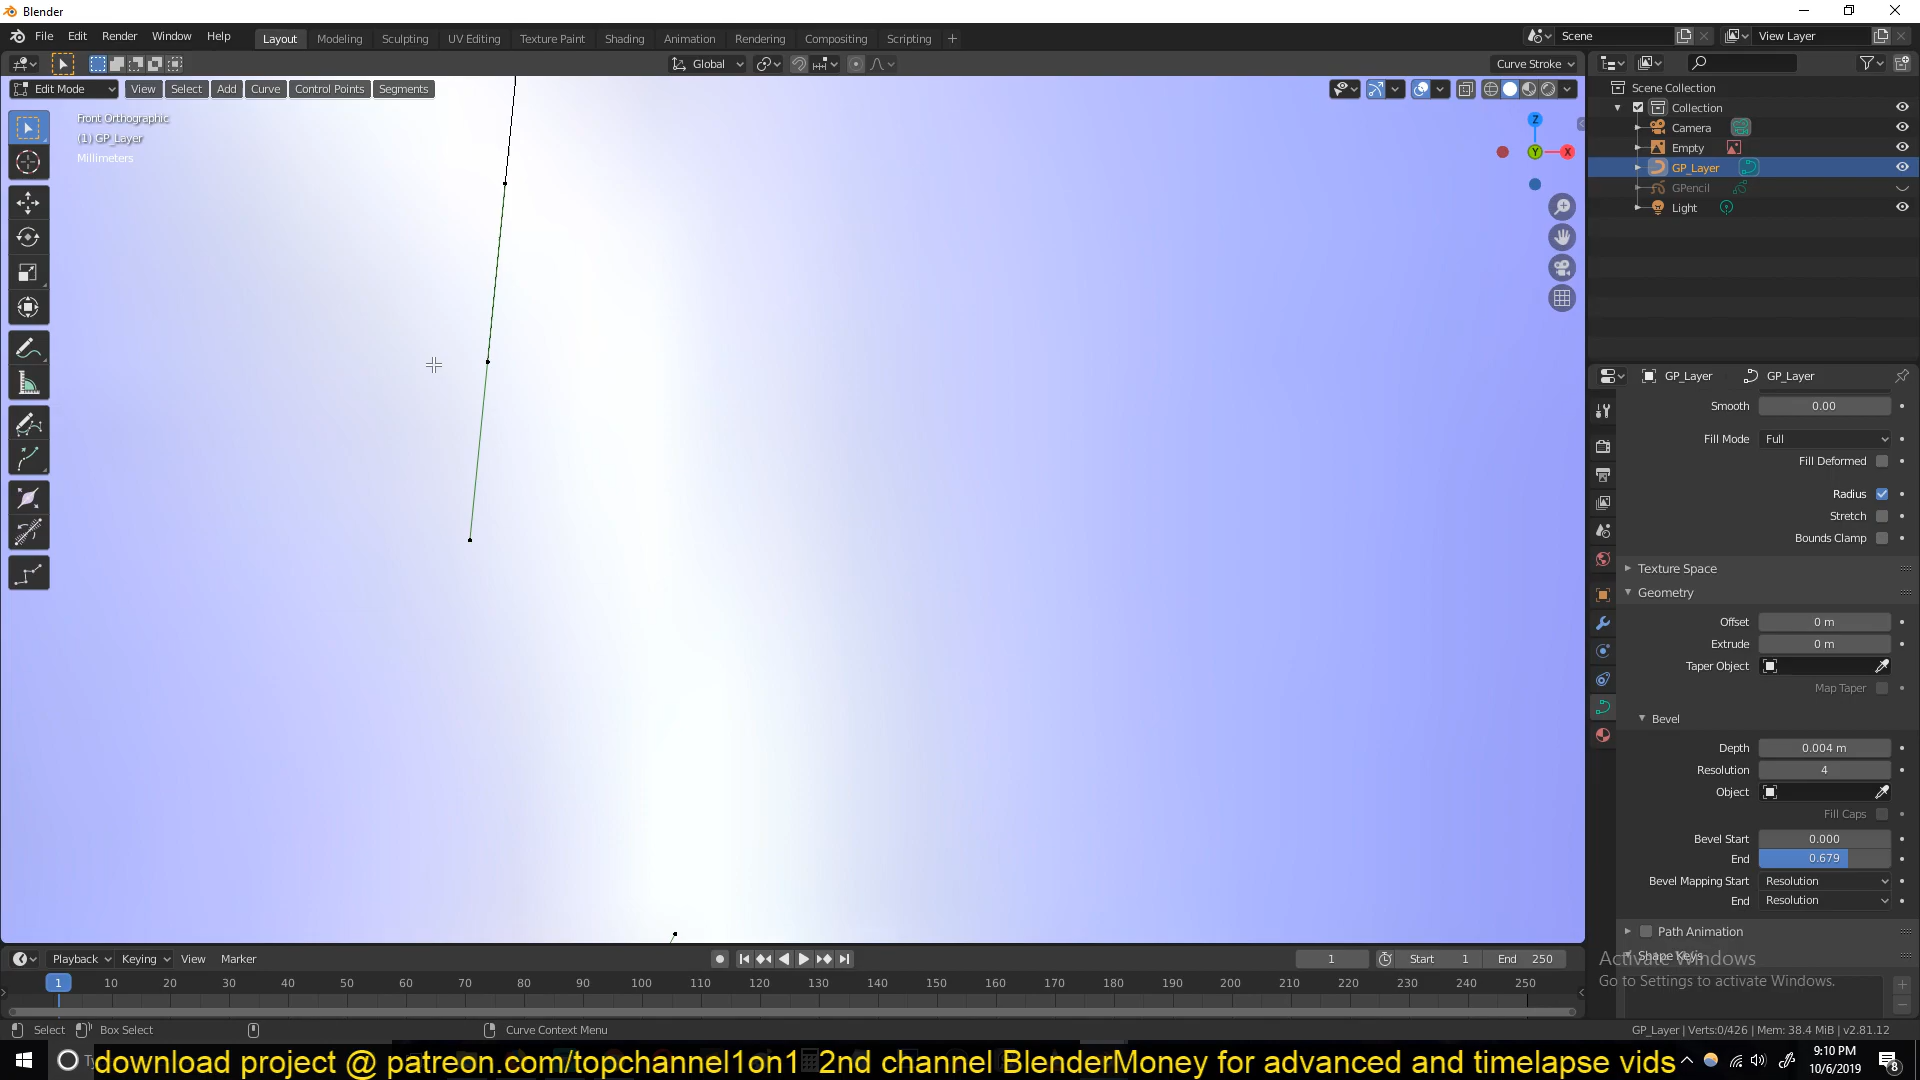 Blender
File Edit Render Window Help Layout Modeling Sculpting UV Editing Texture Paint Shading Animation Rendering Compositing Scripting Scene View Layer
Global Curve Stroke
Edit Mode View Select Add Curve Control Points Segments
Front Orthographic
(1) GP_Layer
Millimeters
Z
Y
X
Scene Collection
Collection
Camera
Empty
GP_Layer
GPencil
Light
GP_Layer GP_Layer
Smooth 0.00
Fill Mode Full
Fill Deformed
Radius
Stretch
Bounds Clamp
Texture Space
Geometry
Offset 0 m
Extrude 0 m
Taper Object
Map Taper
Bevel
Depth 0.004 m
Resolution 4
Object
Fill Caps
Bevel Start 0.000
End 0.679
Bevel Mapping Start Resolution
End Resolution
Path Animation
Shape Keys
Activate Windows
Go to Settings to activate Windows.
Playback Keying View Marker 1 Start 1 End 250
1 10 20 30 40 50 60 70 80 90 100 110 120 130 140 150 160 170 180 190 200 210 220 230 240 250
Select Box Select Curve Context Menu GP_Layer | Verts:0/426 | Mem: 38.4 MiB | v2.81.12
download project @ patreon.com/topchannel1on1 2nd channel BlenderMoney for advanced and timelapse vids
9:10 PM
10/6/2019
8